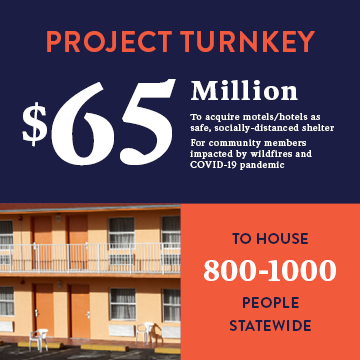 PROJECT TURNKEY
$65
Million
To acquire motels/hotels as
safe, socially-distanced shelter
For community members
impacted by wildfires and
COVID-19 pandemic
TO HOUSE
800-1000
PEOPLE
STATEWIDE